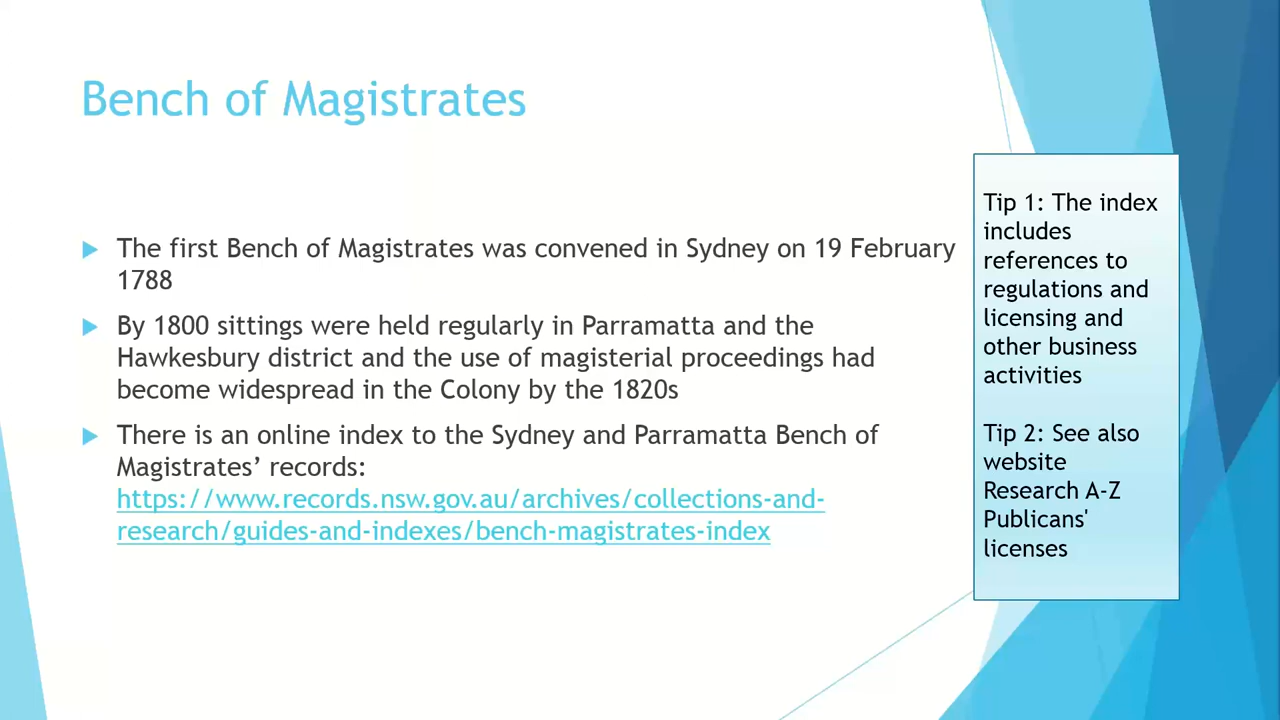 Bench of Magistrates
The first Bench of Magistrates was convened in Sydney on 19 February
1788
By 1800 sittings were held regularly in Parramatta and the
Hawkesbury district and the use of magisterial proceedings had
become widespread in the Colony by the 1820s
There is an online index to the Sydney and Parramatta Bench of
Magistrates’ records:
https://www.records.nsw.gov.au/archives/collections-and-
research/guides-and-indexes/bench-magistrates-index
Tip 1: The index
includes
references to
regulations and
licensing and
other business
activities
Tip 2: See also
website
Research A-Z
Publicans'
licenses